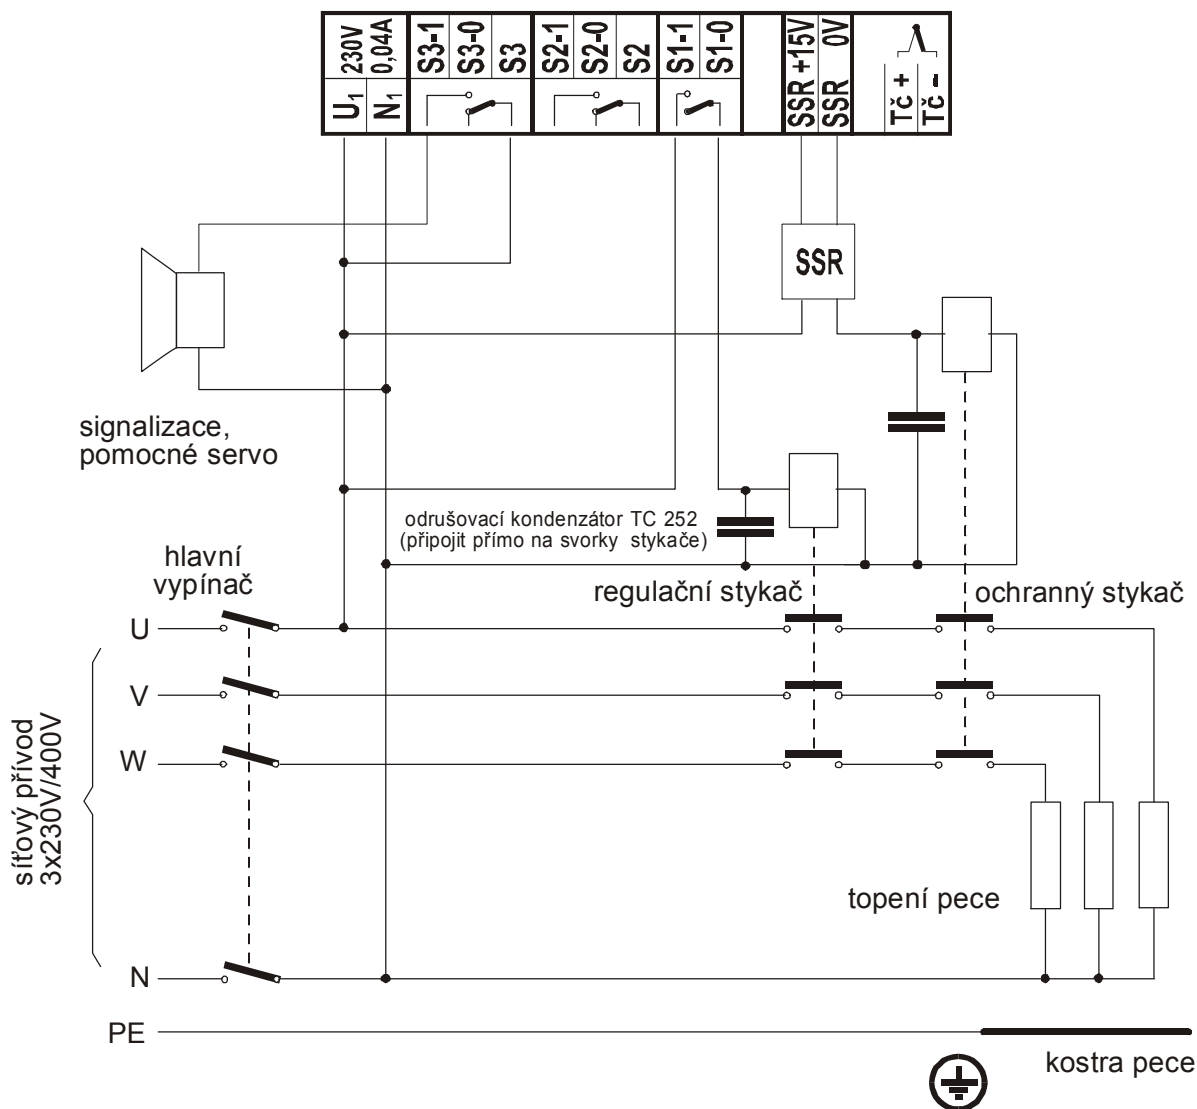 U1 230V
N1 0,04A
S3-1
S3-0
S3
S2-1
S2-0
S2
S1-1
S1-0
SSR +15V
SSR 0V
Tč +
Tč -
SSR
signalizace,
pomocné servo
odrušovací kondenzátor TC 252
(připojit přímo na svorky stykače)
hlavní
vypínač
regulační stykač
ochranný stykač
U
V
W
síťový přívod
3x230V/400V
topení pece
N
PE
kostra pece